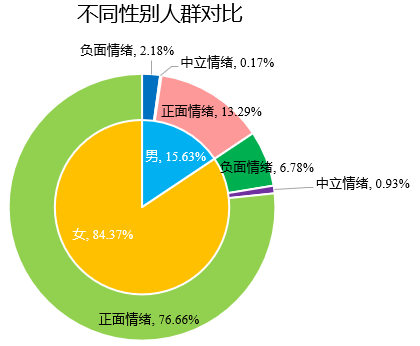 不同性别人群对比
负面情绪, 2.18%
中立情绪, 0.17%
正面情绪, 13.29%
男, 15.63%
负面情绪, 6.78%
中立情绪, 0.93%
女, 84.37%
正面情绪, 76.66%